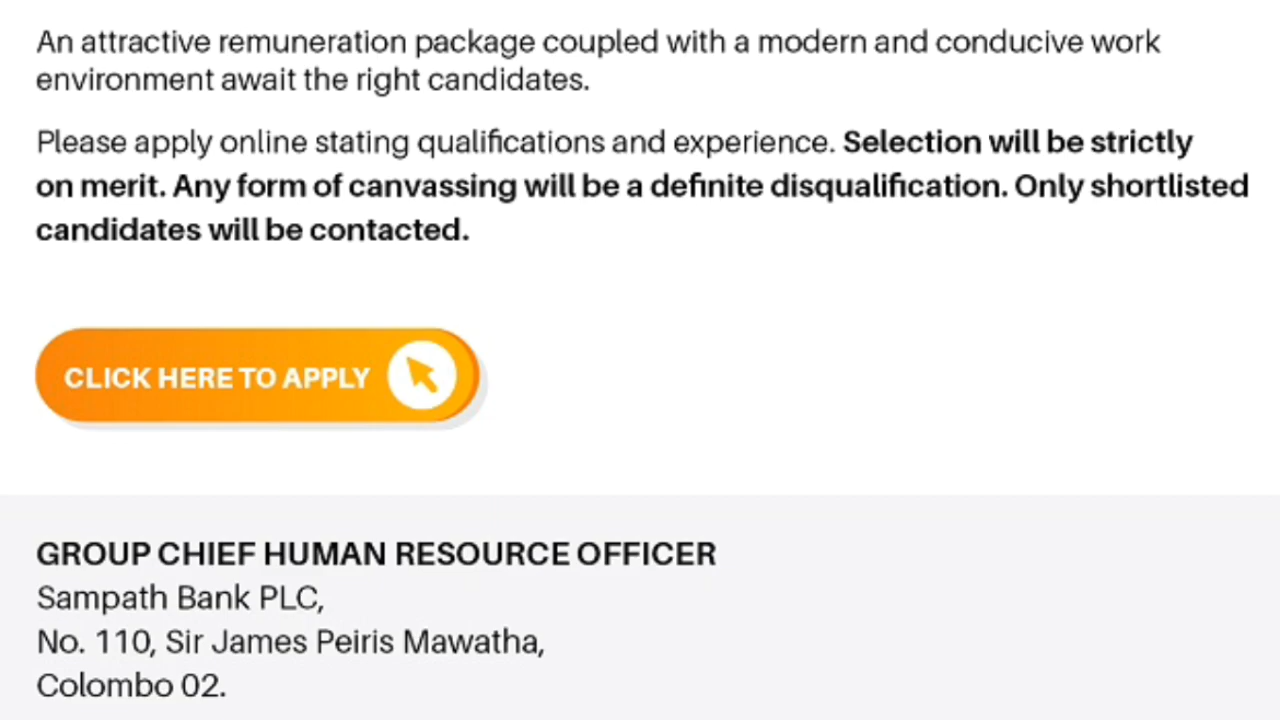 An attractive remuneration package coupled with a modern and conducive work
environment await the right candidates.
Please apply online stating qualifications and experience. Selection will be strictly
on merit. Any form of canvassing will be a definite disqualification. Only shortlisted
candidates will be contacted.
CLICK HERE TO APPLY
GROUP CHIEF HUMAN RESOURCE OFFICER
Sampath Bank PLC,
No. 110, Sir James Peiris Mawatha,
Colombo 02.